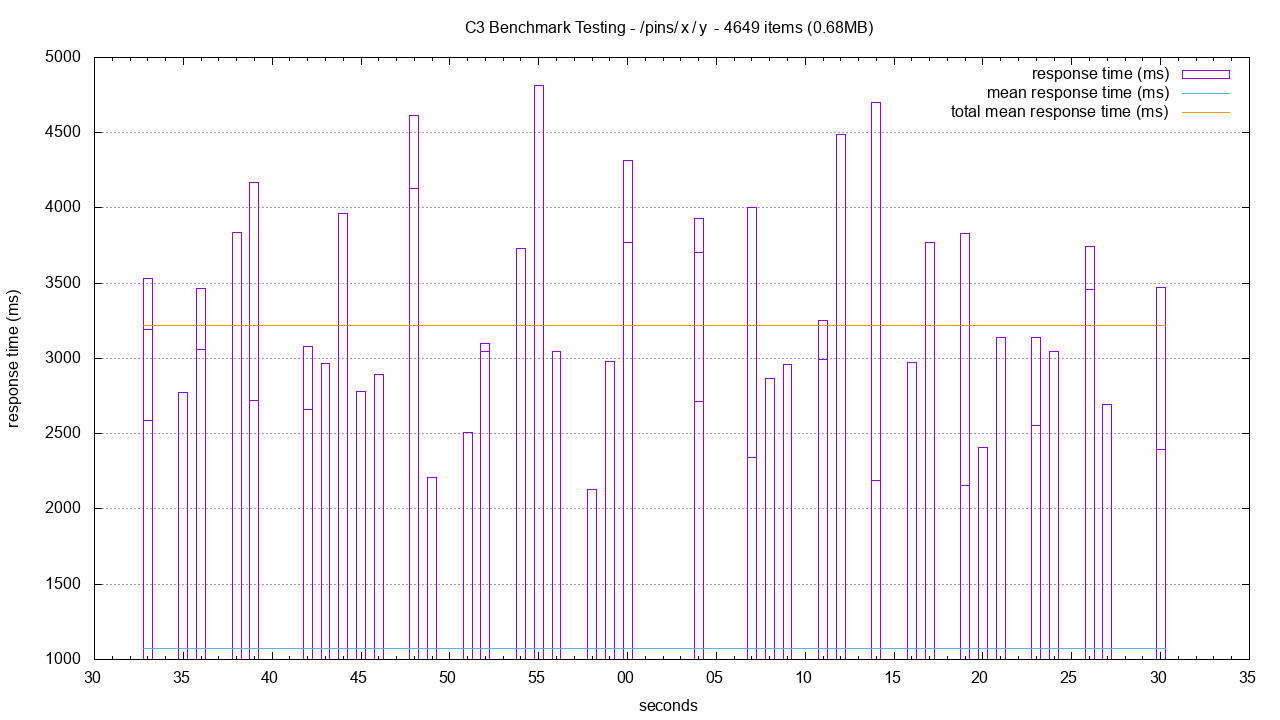 C3 Benchmark Testing - /pins/x/y - 4649 items (0.68MB)
response time (ms)
mean response time (ms)
total mean response time (ms)
5000
4500
4000
3500
3000
2500
2000
1500
1000
response time (ms)
30 35 40 45 50 55 00 05 10 15 20 25 30 35
seconds